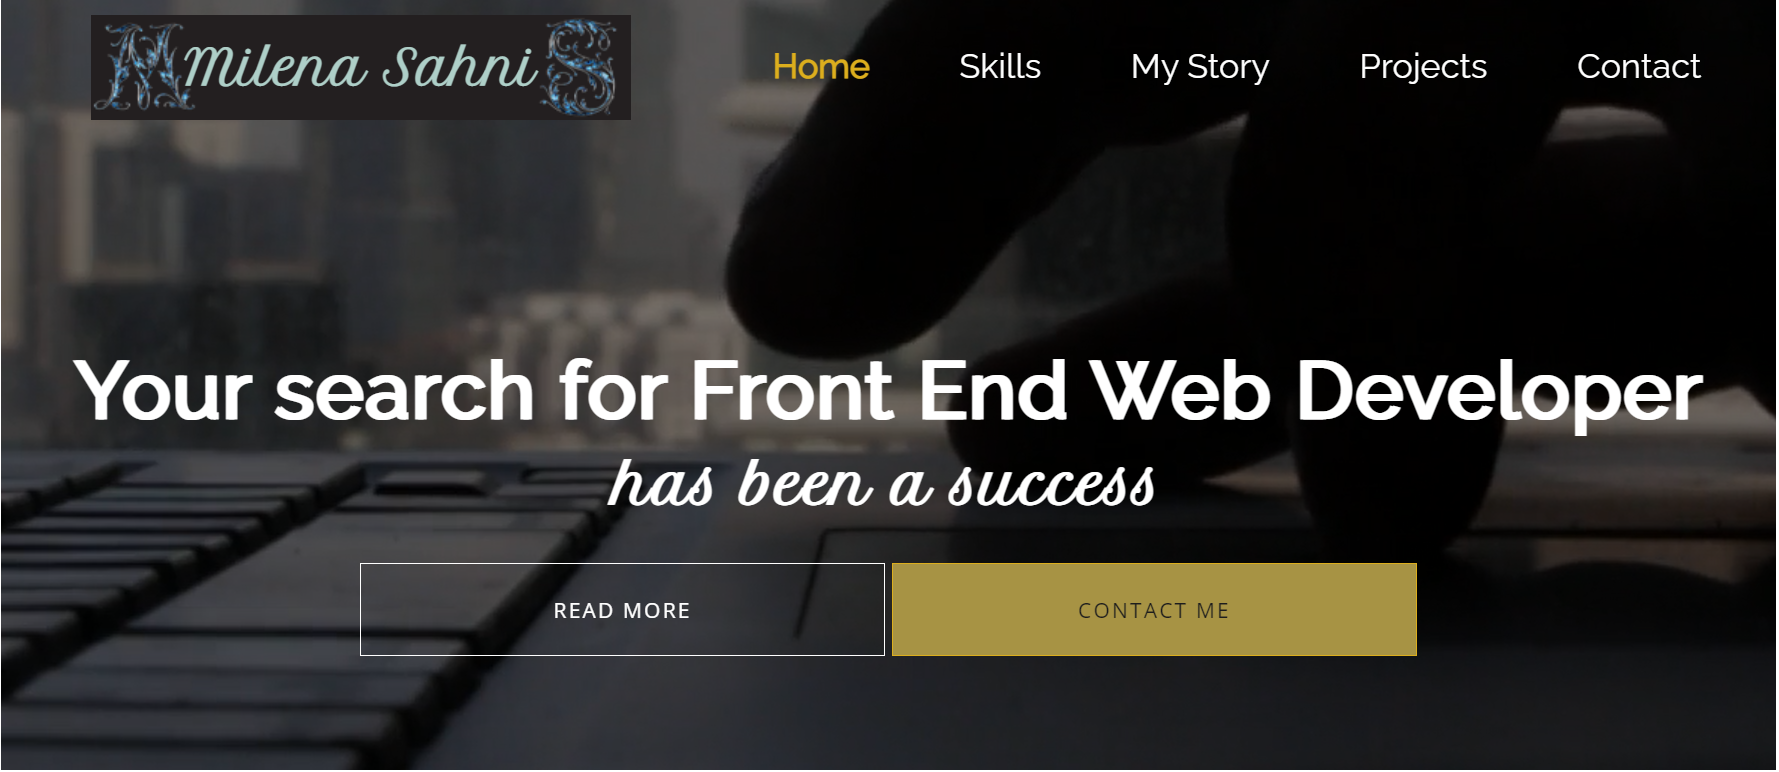 M Milena Sahni S
Home Skills My Story Projects Contact
Your search for Front End Web Developer
has been a success
READ MORE CONTACT ME